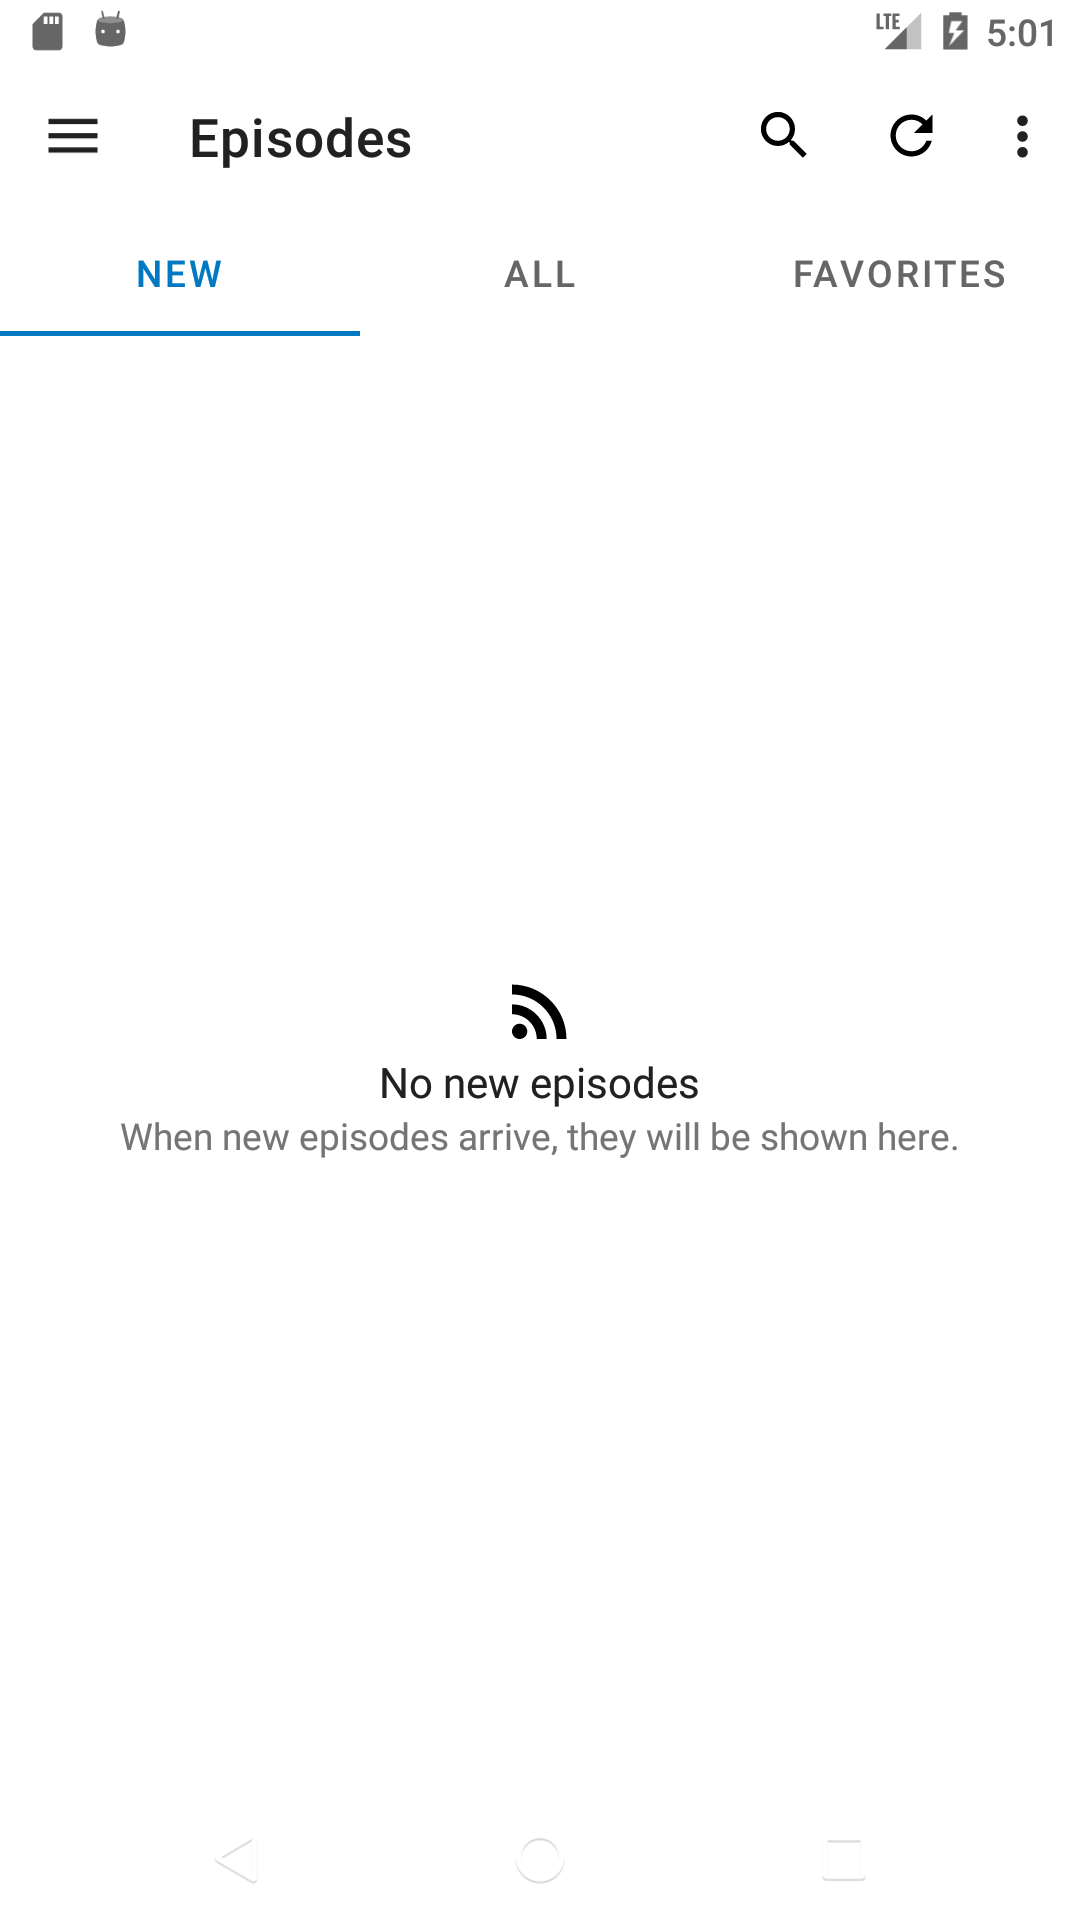 LTE 5:01
Episodes
NEW ALL FAVORITES
No new episodes
When new episodes arrive, they will be shown here.